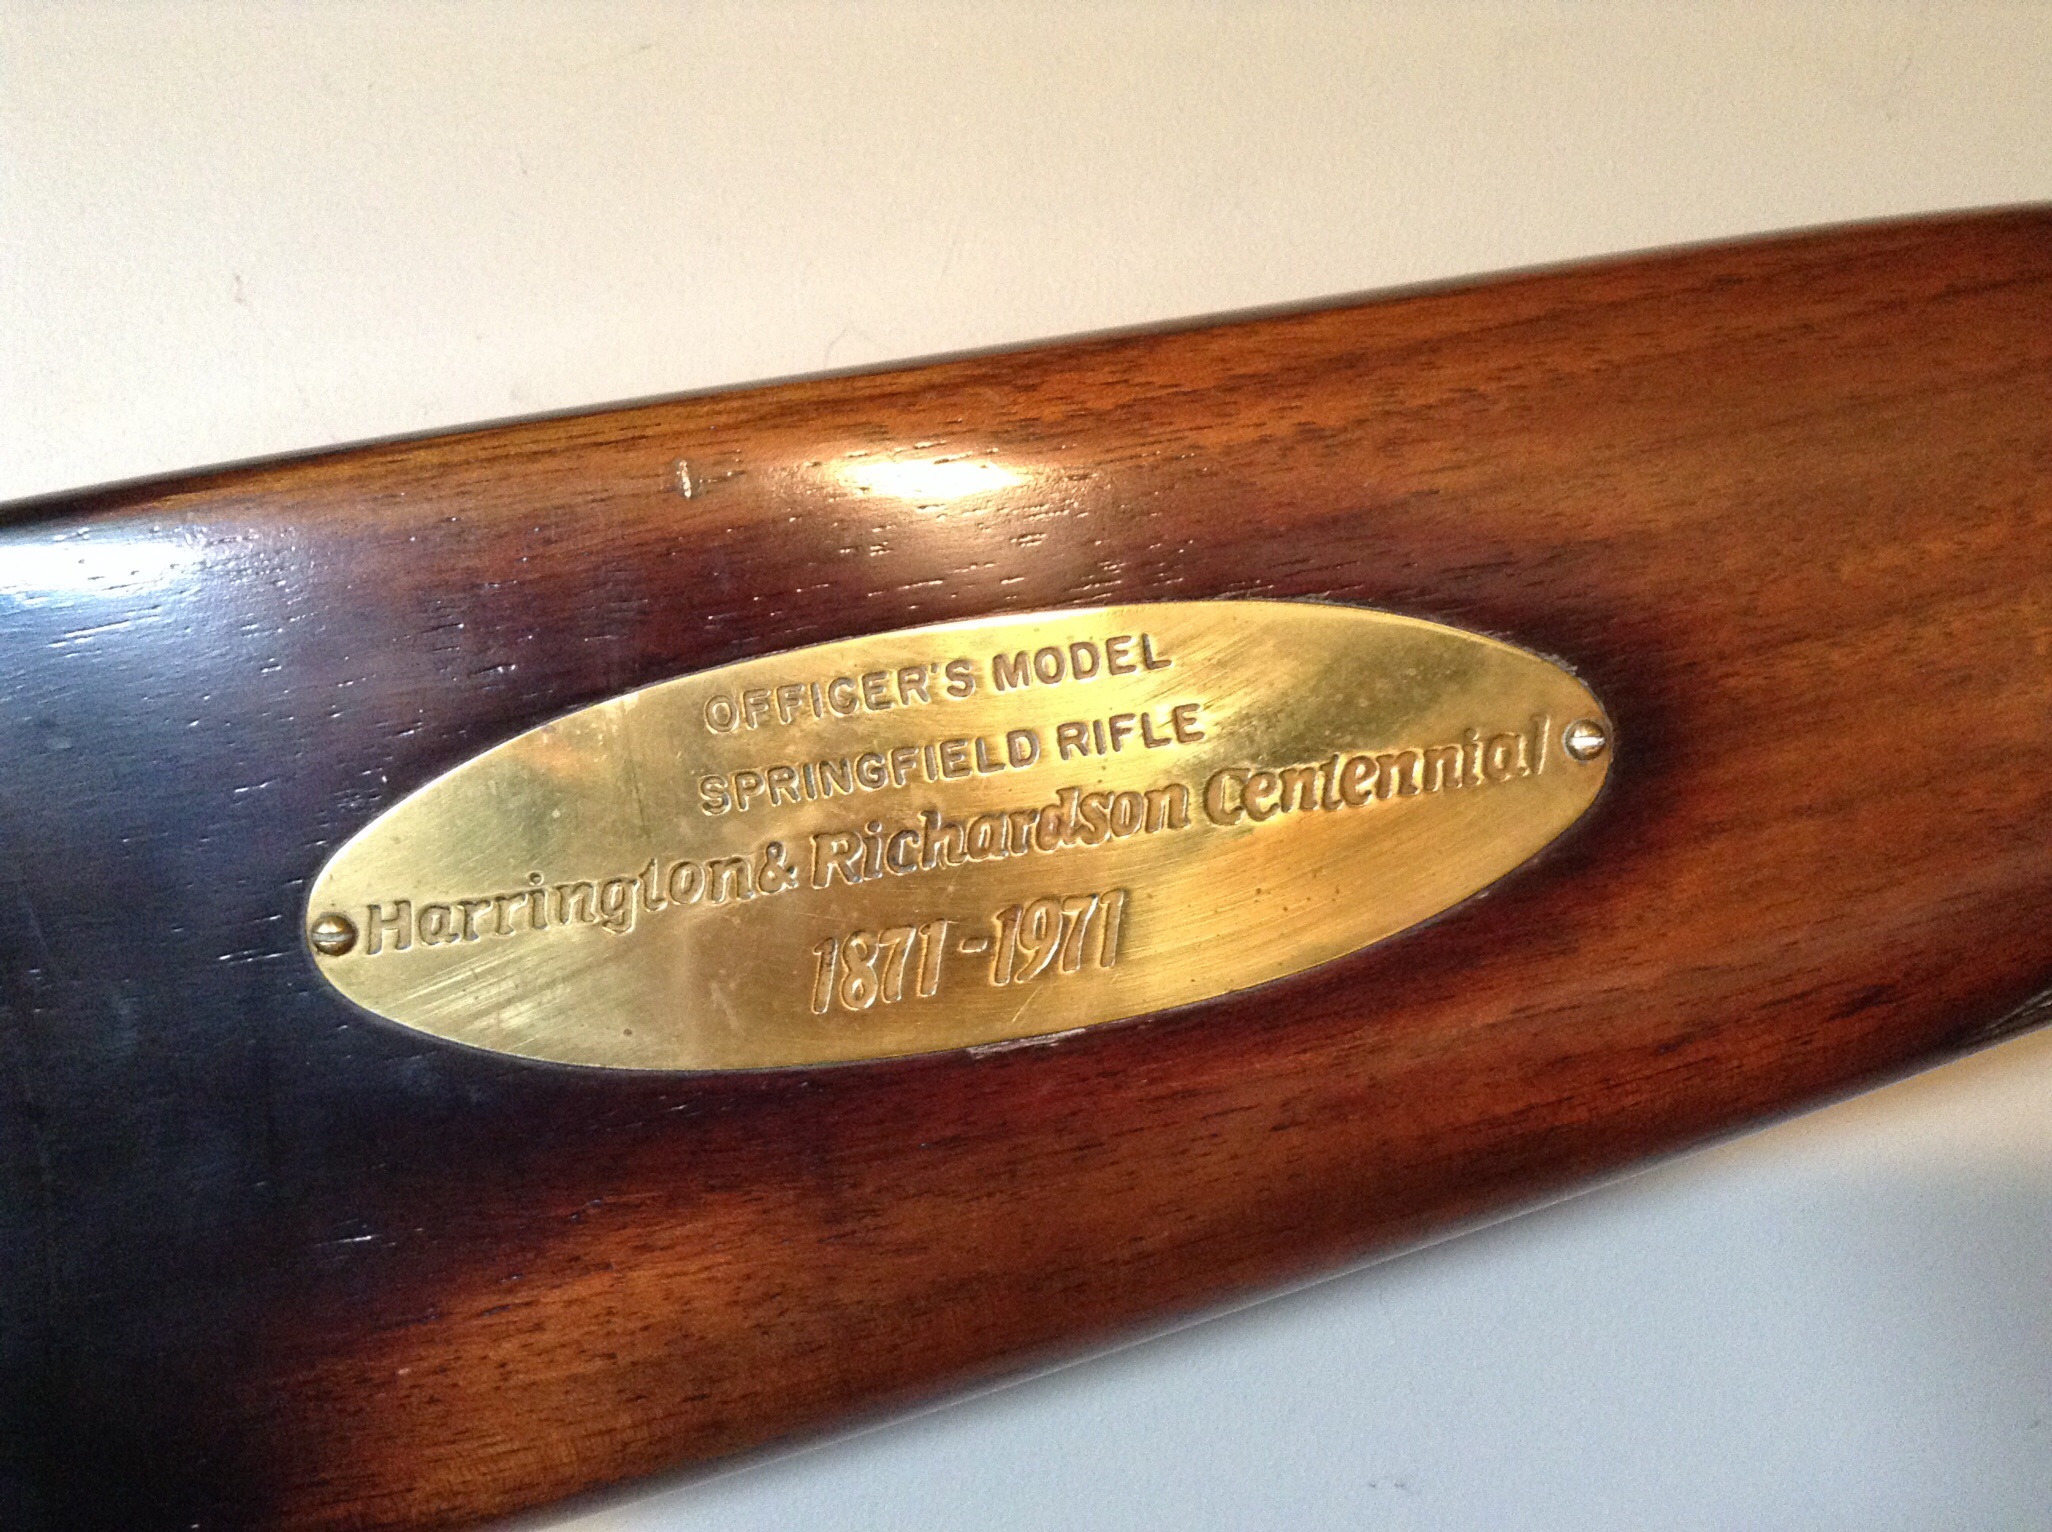 OFFICER'S MODEL
SPRINGFIELD RIFLE
Harrington & Richardson Centennial
1871-1971